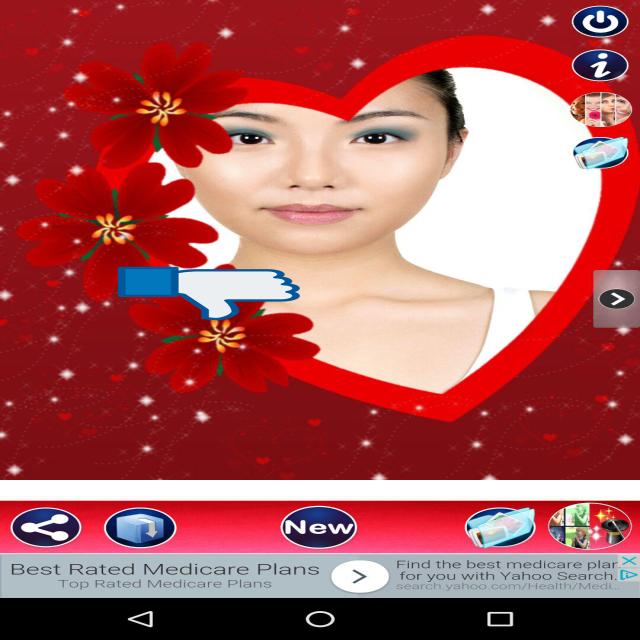 New
Best Rated Medicare Plans
Top Rated Medicare Plans
Find the best medicare plan
for you with Yahoo Search.
search.yahoo.com/Health/Medi...